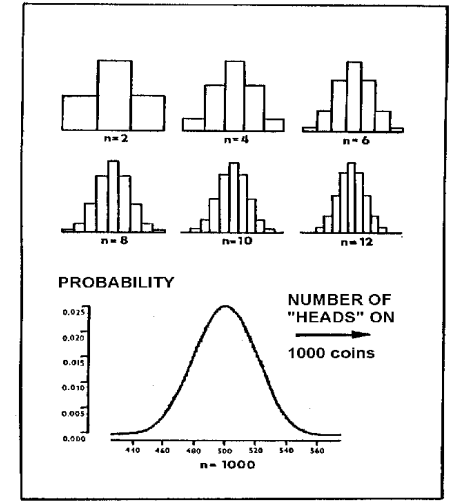 n=2 n=4 n=6
n=8 n=10 n=12
PROBABILITY
NUMBER OF
"HEADS" ON
1000 coins
0.025
0.020
0.015
0.010
0.005
0.000
410 460 480 500 520 540 560
n= 1000